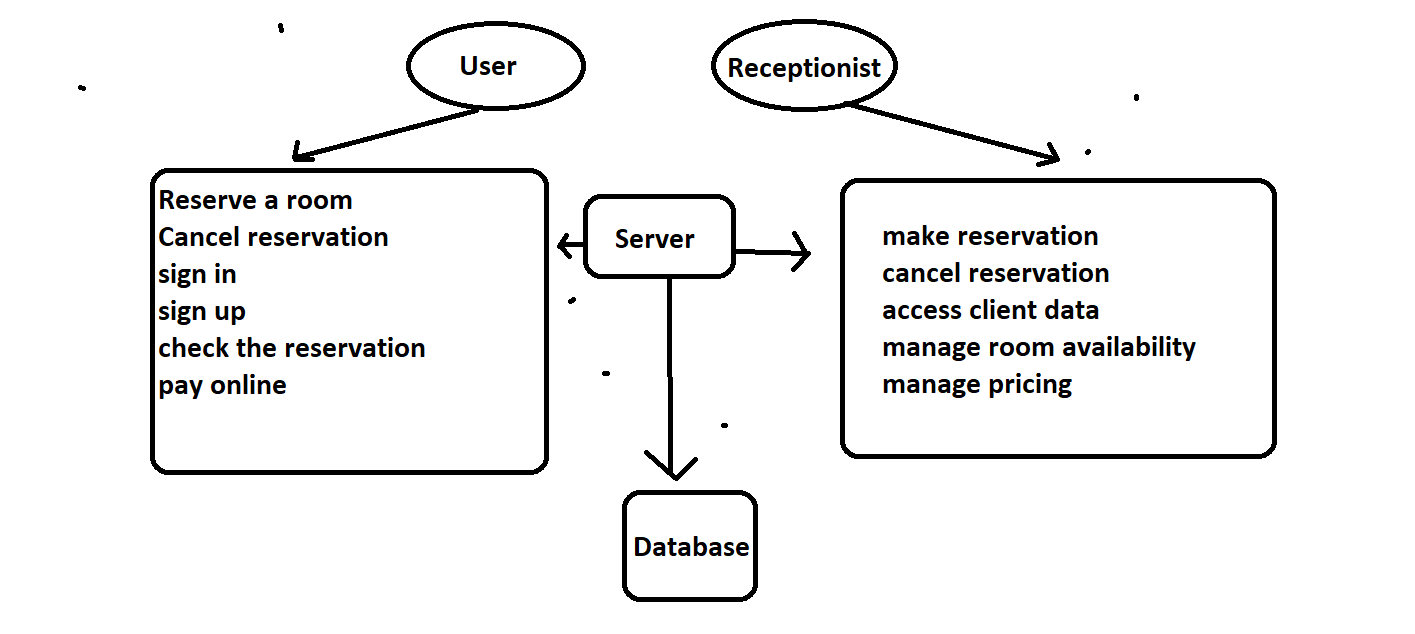 User
Receptionist
Reserve a room
Cancel reservation
sign in
sign up
check the reservation
pay online
Server
make reservation
cancel reservation
access client data
manage room availability
manage pricing
Database